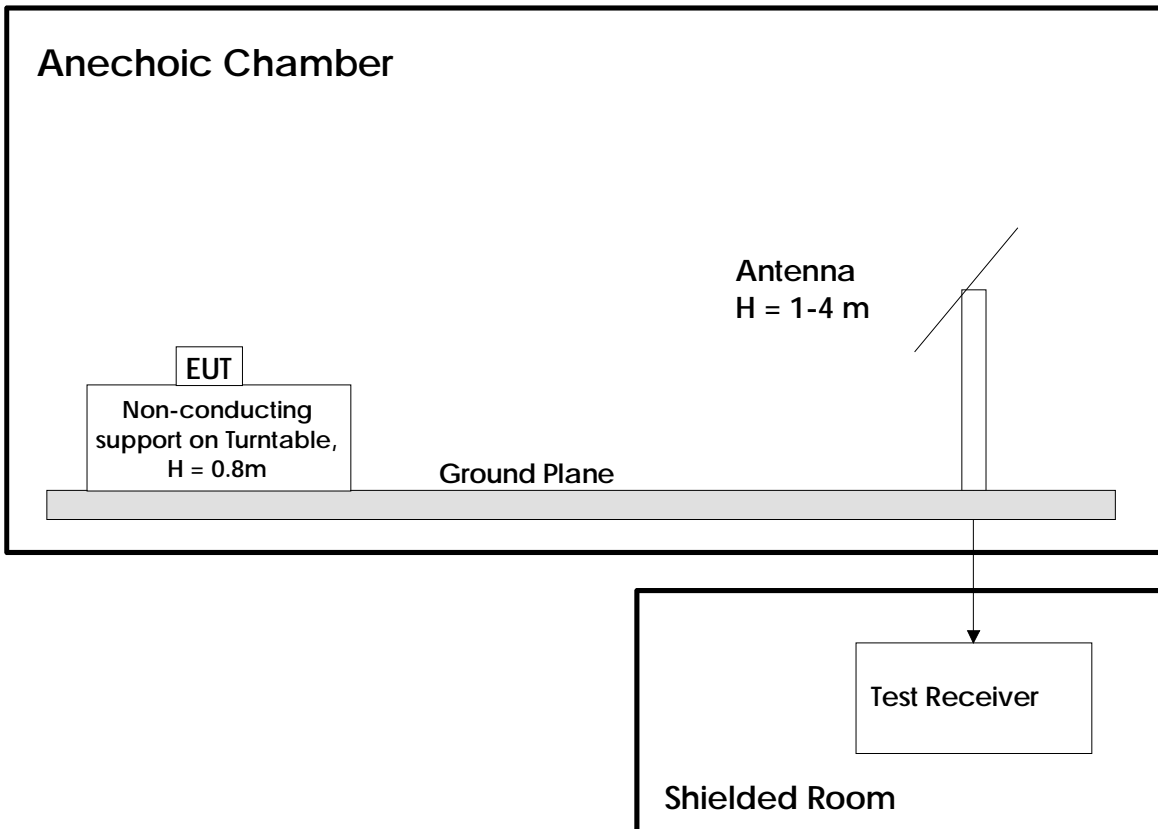 Anechoic Chamber
Antenna
H = 1-4 m
EUT
Non-conducting
support on Turntable,
H = 0.8m
Ground Plane
Test Receiver
Shielded Room